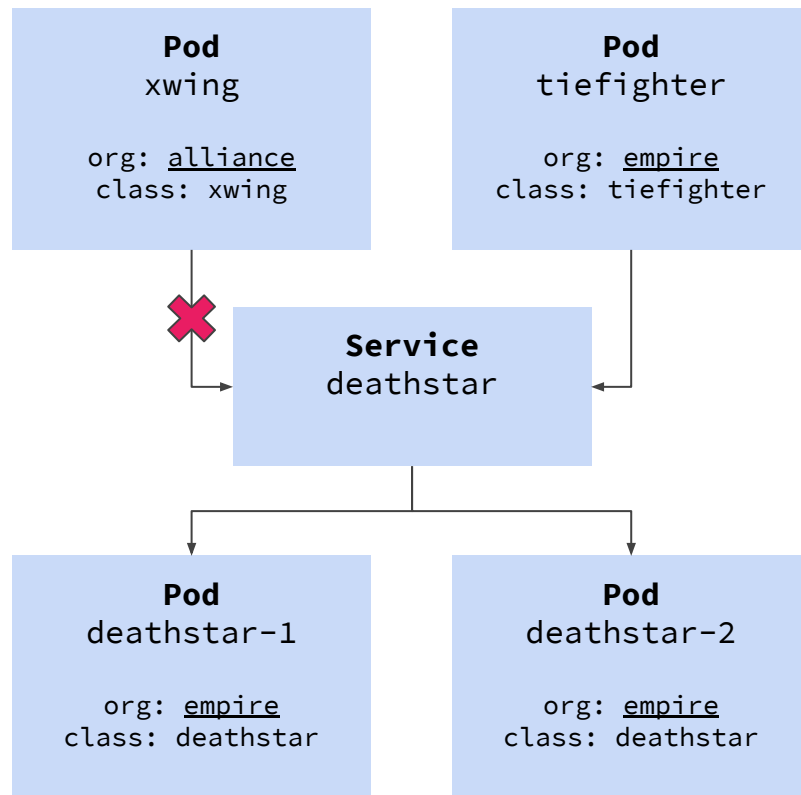 Pod
xwing
org: alliance
class: xwing
Pod
tiefighter
org: empire
class: tiefighter
Service
deathstar
Pod
deathstar-1
org: empire
class: deathstar
Pod
deathstar-2
org: empire
class: deathstar